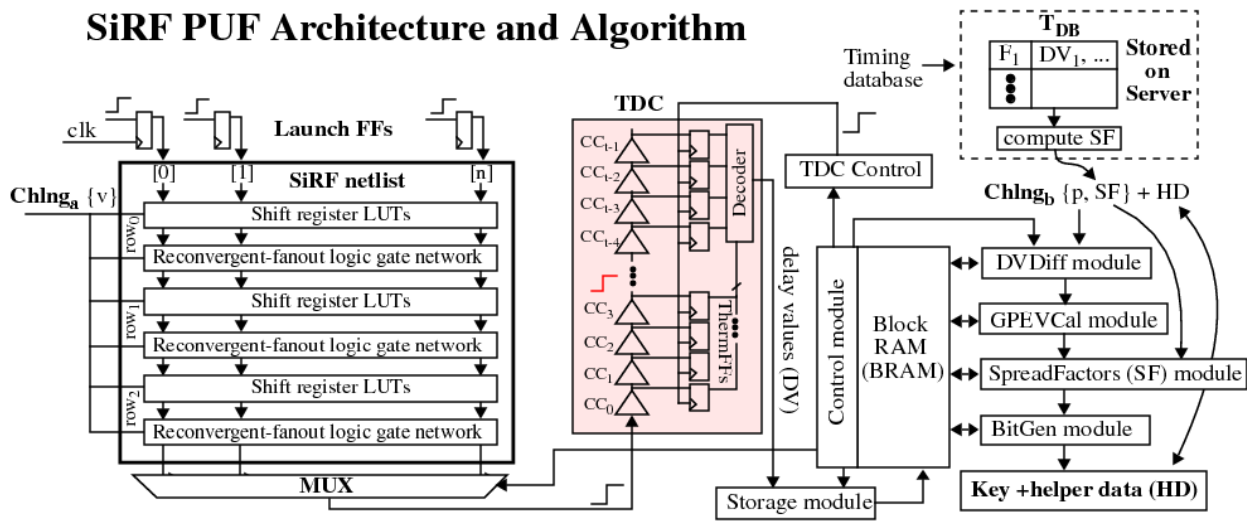 SiRF PUF Architecture and Algorithm
clk
Launch FFs
[0]
[1]
[n]
SiRF netlist
Chlng_a {v}
row_0
Shift register LUTs
Reconvergent-fanout logic gate network
row_1
Shift register LUTs
Reconvergent-fanout logic gate network
row_2
Shift register LUTs
Reconvergent-fanout logic gate network
MUX
TDC
CC_t-1
CC_t-2
CC_t-3
CC_t-4
CC_3
CC_2
CC_1
CC_0
Decoder
ThermFFs
delay values (DV)
TDC Control
Control module
Block
RAM
(BRAM)
Storage module
Timing
database
T_DB
F_1
DV_1, ...
Stored
on
Server
compute SF
Chlng_b {p, SF} + HD
DVDiff module
GPEVCal module
SpreadFactors (SF) module
BitGen module
Key +helper data (HD)